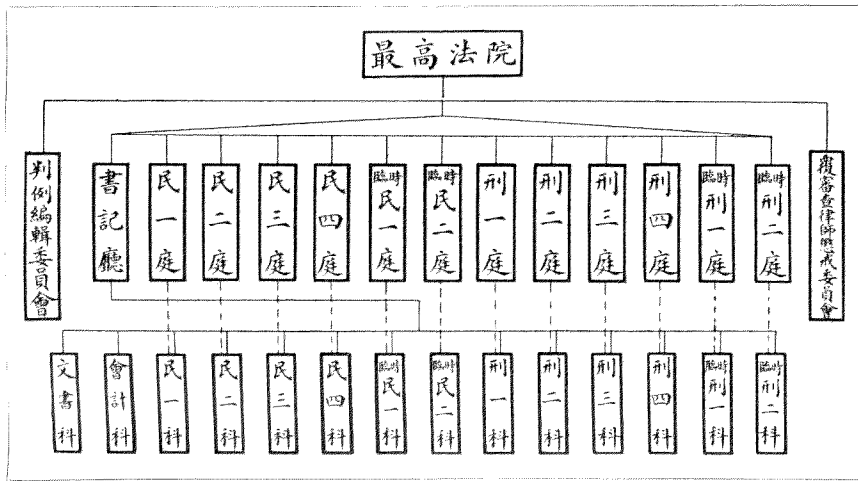 最高法院
判例編輯委員會
書記廳
民一庭
民二庭
民三庭
民四庭
臨時民一庭
臨時民二庭
刑一庭
刑二庭
刑三庭
刑四庭
臨時刑一庭
臨時刑二庭
覆審查律師懲戒委員會
文書科
會計科
民一科
民二科
民三科
民四科
臨時民一科
臨時民二科
刑一科
刑二科
刑三科
刑四科
臨時刑一科
臨時刑二科